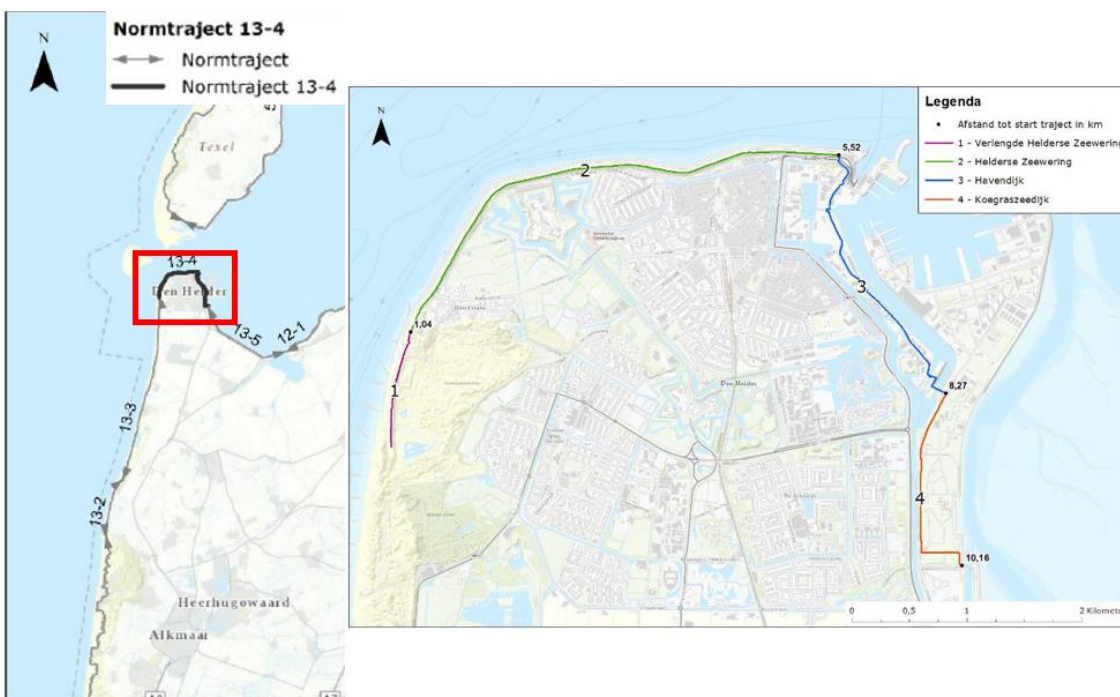 Normtraject 13-4
Normtraject
Normtraject 13-4
N
Texel
13-4
Den Helder
13-5
12-1
13-3
13-2
Heerhugowaard
Alkmaar
N
Legenda
Afstand tot start traject in km
1 - Verlengde Helderse Zeewering
2 - Helderse Zeewering
3 - Havendijk
4 - Koegraszeedijk
5,52
2
1,04
1
3
Den Helder
8,27
4
10,16
0
0,5
1
2 Kilometer